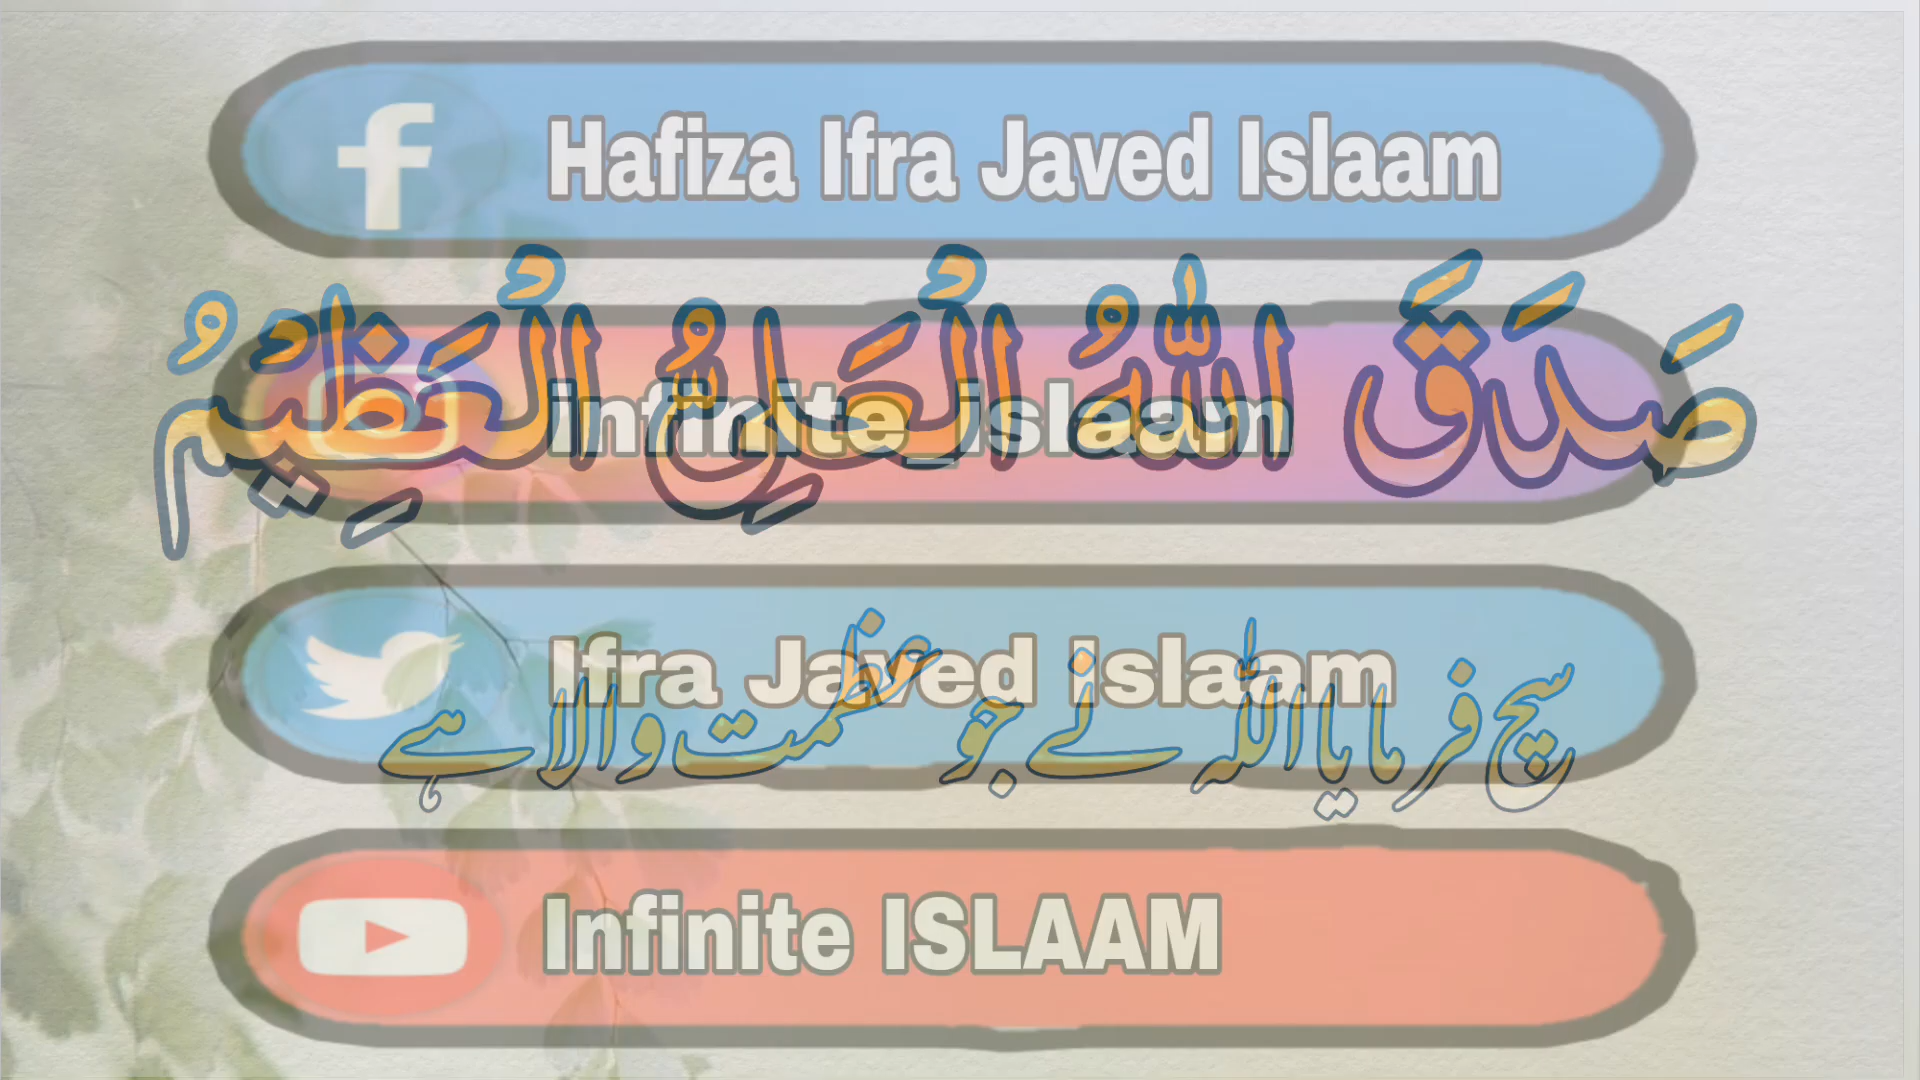 Hafiza Ifra Javed Islaam
صَدَقَ اللّٰهُ الْعَلِىُّ الْعَظِيْمُ
infinite_islaam
Ifra Javed islaam
سچ فرمایا اللہ نے جو عظمت والا ہے
Infinite ISLAAM